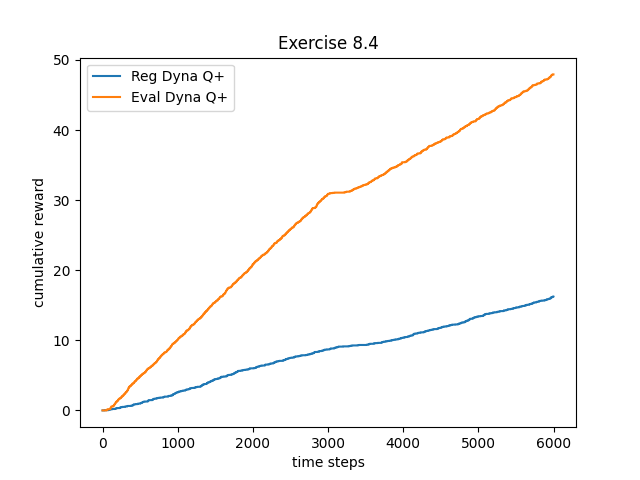 Exercise 8.4
Reg Dyna Q+
Eval Dyna Q+
cumulative reward
50
40
30
20
10
0
0 1000 2000 3000 4000 5000 6000
time steps